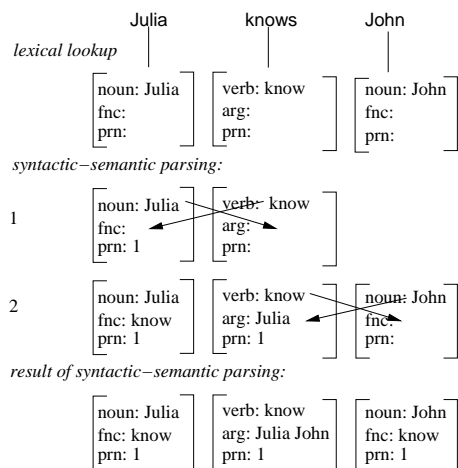 Julia knows John
lexical lookup
noun: Julia verb: know noun: John
fnc: arg: fnc:
prn: prn: prn:
syntactic−semantic parsing:
noun: Julia verb: know
1 fnc: arg:
prn: 1 prn:
noun: Julia verb: know noun: John
2 fnc: know arg: Julia fnc:
prn: 1 prn: 1 prn:
result of syntactic−semantic parsing:
noun: Julia verb: know noun: John
fnc: know arg: Julia John fnc: know
prn: 1 prn: 1 prn: 1